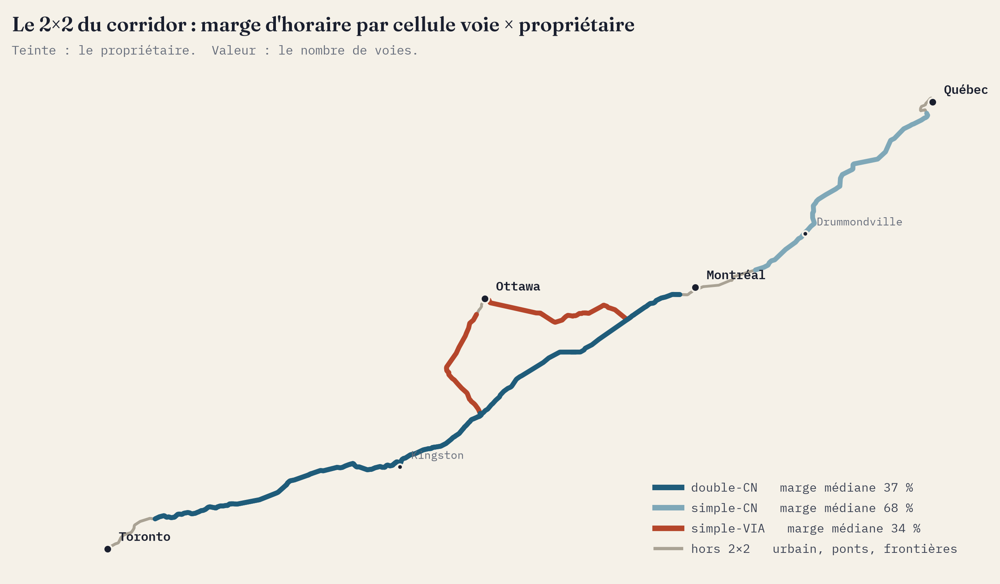 Le 2×2 du corridor : marge d'horaire par cellule voie × propriétaire
Teinte : le propriétaire.  Valeur : le nombre de voies.
Québec
Drummondville
Montréal
Ottawa
Kingston
Toronto
double-CN   marge médiane 37 %
simple-CN   marge médiane 68 %
simple-VIA   marge médiane 34 %
hors 2×2   urbain, ponts, frontières